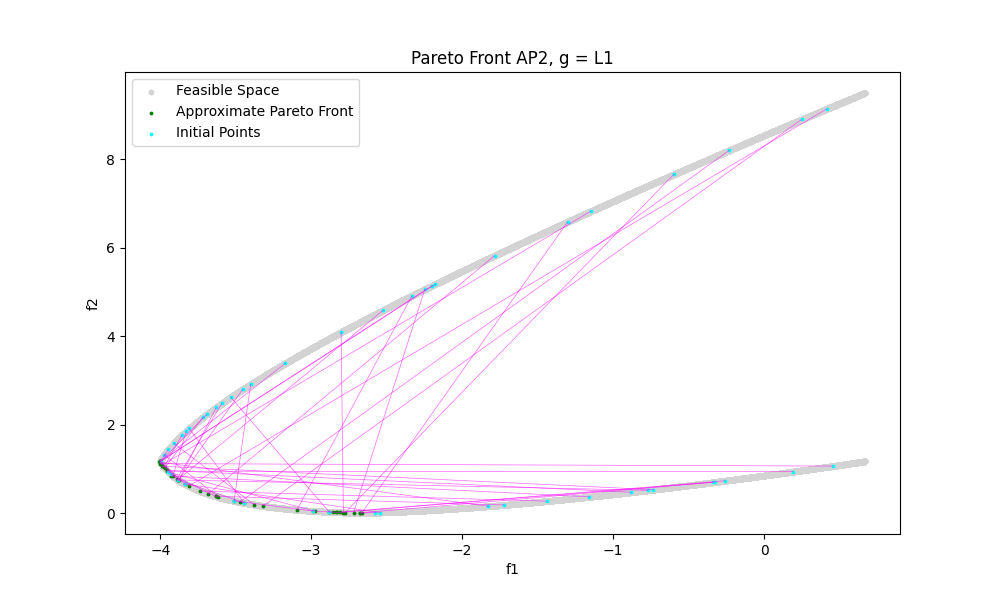 Pareto Front AP2, g = L1
Feasible Space
Approximate Pareto Front
Initial Points
f2
8
6
4
2
0
−4
−3
−2
−1
0
f1